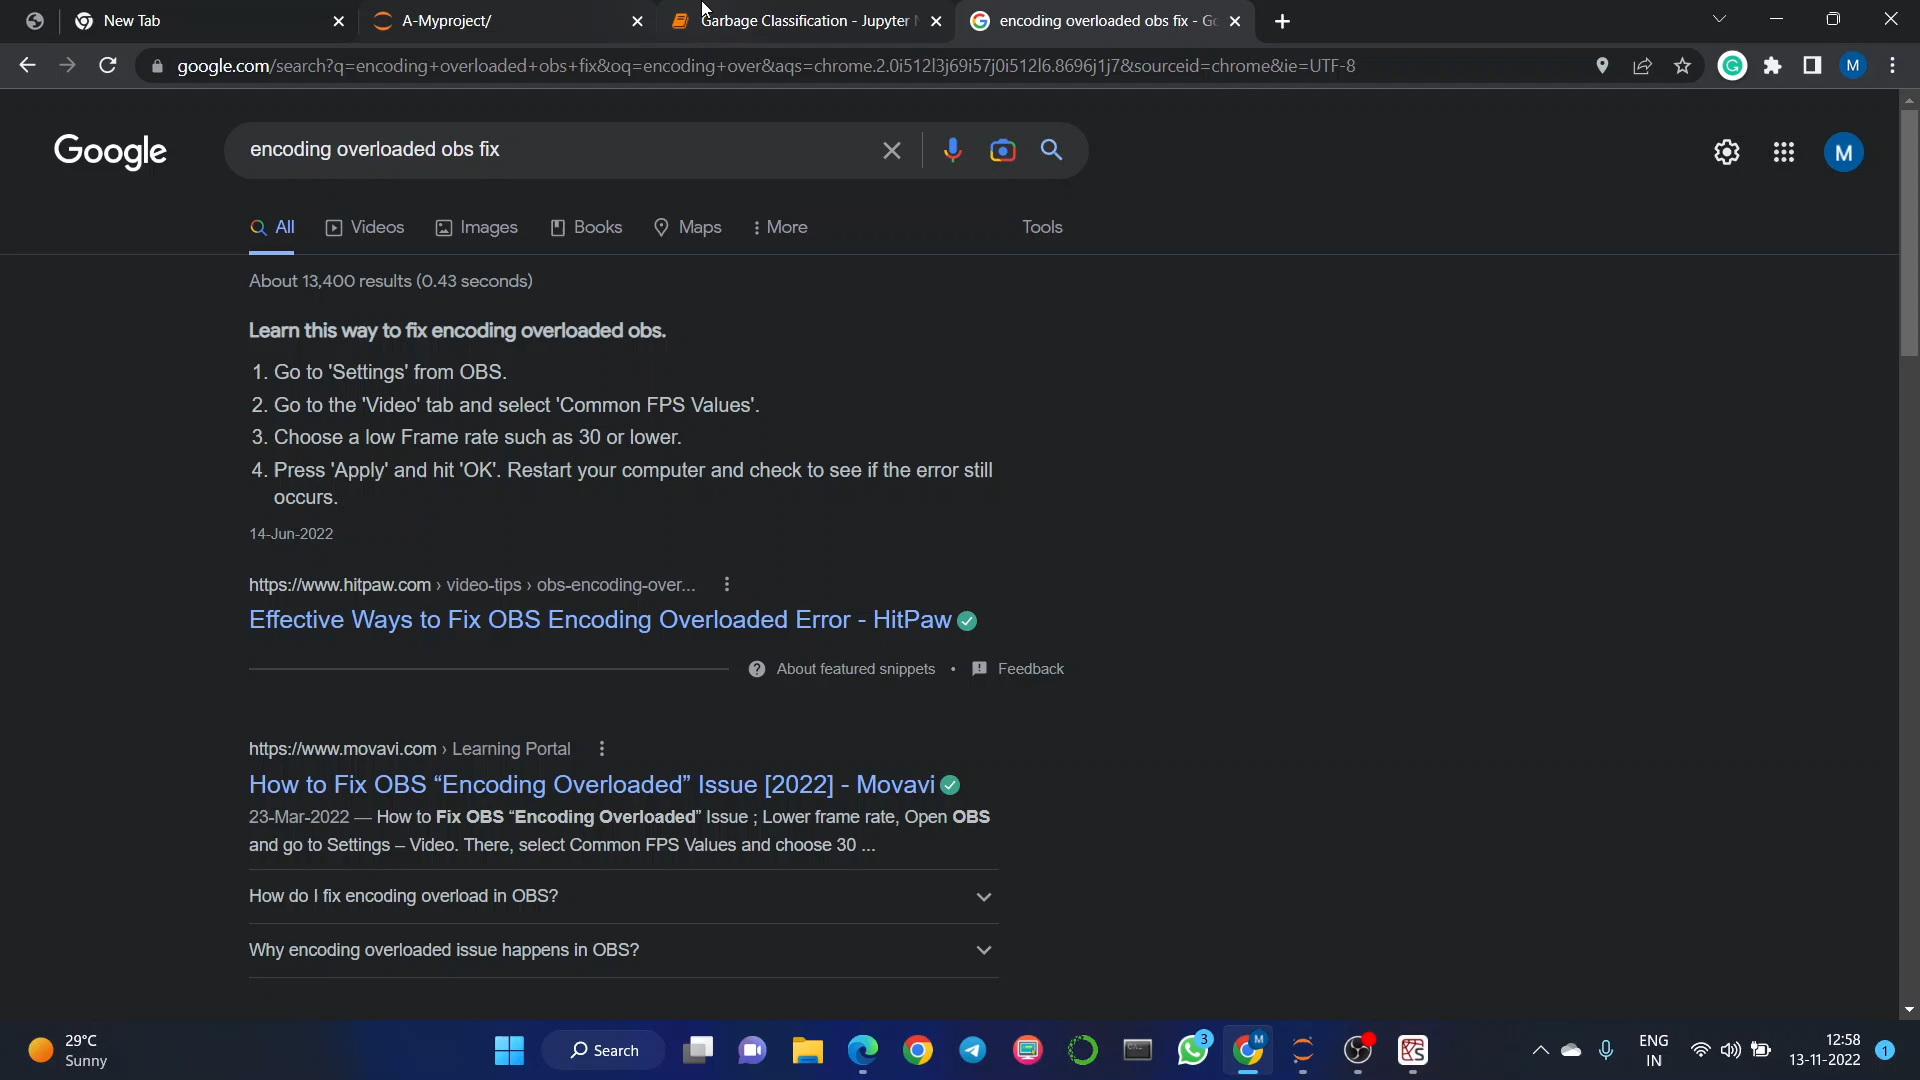 New Tab
A-Myproject/
Garbage Classification - Jupyter N
encoding overloaded obs fix - Go
google.com/search?q=encoding+overloaded+obs+fix&oq=encoding+over&aqs=chrome.2.0i512l3j69i57j0i512l6.8696j1j7&sourceid=chrome&ie=UTF-8
M
Google
encoding overloaded obs fix
M
All
Videos
Images
Books
Maps
More
Tools
About 13,400 results (0.43 seconds)
Learn this way to fix encoding overloaded obs.
1. Go to 'Settings' from OBS.
2. Go to the 'Video' tab and select 'Common FPS Values'.
3. Choose a low Frame rate such as 30 or lower.
4. Press 'Apply' and hit 'OK'. Restart your computer and check to see if the error still
occurs.
14-Jun-2022
https://www.hitpaw.com › video-tips › obs-encoding-over...
Effective Ways to Fix OBS Encoding Overloaded Error - HitPaw
About featured snippets • Feedback
https://www.movavi.com › Learning Portal
How to Fix OBS “Encoding Overloaded” Issue [2022] - Movavi
23-Mar-2022 — How to Fix OBS “Encoding Overloaded” Issue ; Lower frame rate, Open OBS
and go to Settings – Video. There, select Common FPS Values and choose 30 ...
How do I fix encoding overload in OBS?
Why encoding overloaded issue happens in OBS?
29°C
Sunny
Search
3
M
ENG
IN
12:58
13-11-2022
1